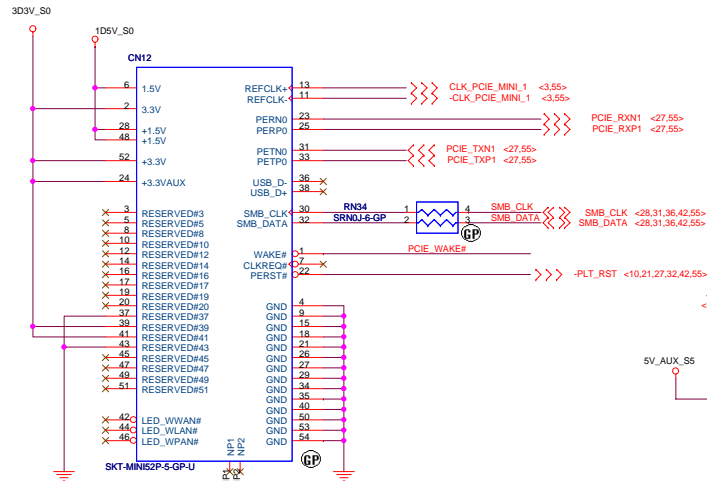 3D3V_S0
1D5V_S0
CN12
6 1.5V
2 3.3V
28 +1.5V
48 +1.5V
52 +3.3V
24 +3.3VAUX
3 RESERVED#3
5 RESERVED#5
8 RESERVED#8
10 RESERVED#10
12 RESERVED#12
14 RESERVED#14
16 RESERVED#16
17 RESERVED#17
19 RESERVED#19
20 RESERVED#20
37 RESERVED#37
39 RESERVED#39
41 RESERVED#41
43 RESERVED#43
45 RESERVED#45
47 RESERVED#47
49 RESERVED#49
51 RESERVED#51
42 LED_WWAN#
44 LED_WLAN#
46 LED_WPAN#
REFCLK+ 13 CLK_PCIE_MINI_1 <3,55>
REFCLK- 11 -CLK_PCIE_MINI_1 <3,55>
PERN0 23 PCIE_RXN1 <27,55>
PERP0 25 PCIE_RXP1 <27,55>
PETN0 31 PCIE_TXN1 <27,55>
PETP0 33 PCIE_TXP1 <27,55>
USB_D- 36
USB_D+ 38
RN34
SRN0J-6-GP
SMB_CLK 30 1 4 SMB_CLK SMB_CLK <28,31,36,42,55>
SMB_DATA 32 2 3 SMB_DATA SMB_DATA <28,31,36,42,55>
GP
WAKE# 1 PCIE_WAKE#
CLKREQ# 7
PERST# 22 -PLT_RST <10,21,27,32,42,55>
<
GND 4
GND 9
GND 15
GND 18
GND 21
GND 26
GND 27
GND 29
GND 34
GND 35
GND 40
GND 50
GND 53
GND 54
NP1
NP2
P1
P2
GP
SKT-MINI52P-5-GP-U
5V_AUX_S5